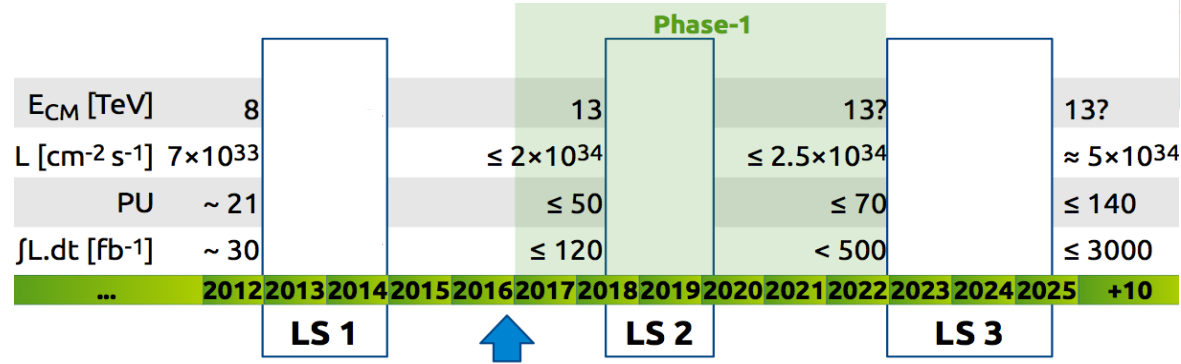 Phase-1
E_CM [TeV] 8 13 13? 13?
L [cm⁻² s⁻¹] 7×10³³ ≤ 2×10³⁴ ≤ 2.5×10³⁴ ≈ 5×10³⁴
PU ~ 21 ≤ 50 ≤ 70 ≤ 140
∫L.dt [fb⁻¹] ~ 30 ≤ 120 < 500 ≤ 3000
... 2012 2013 2014 2015 2016 2017 2018 2019 2020 2021 2022 2023 2024 2025 +10
LS 1 LS 2 LS 3